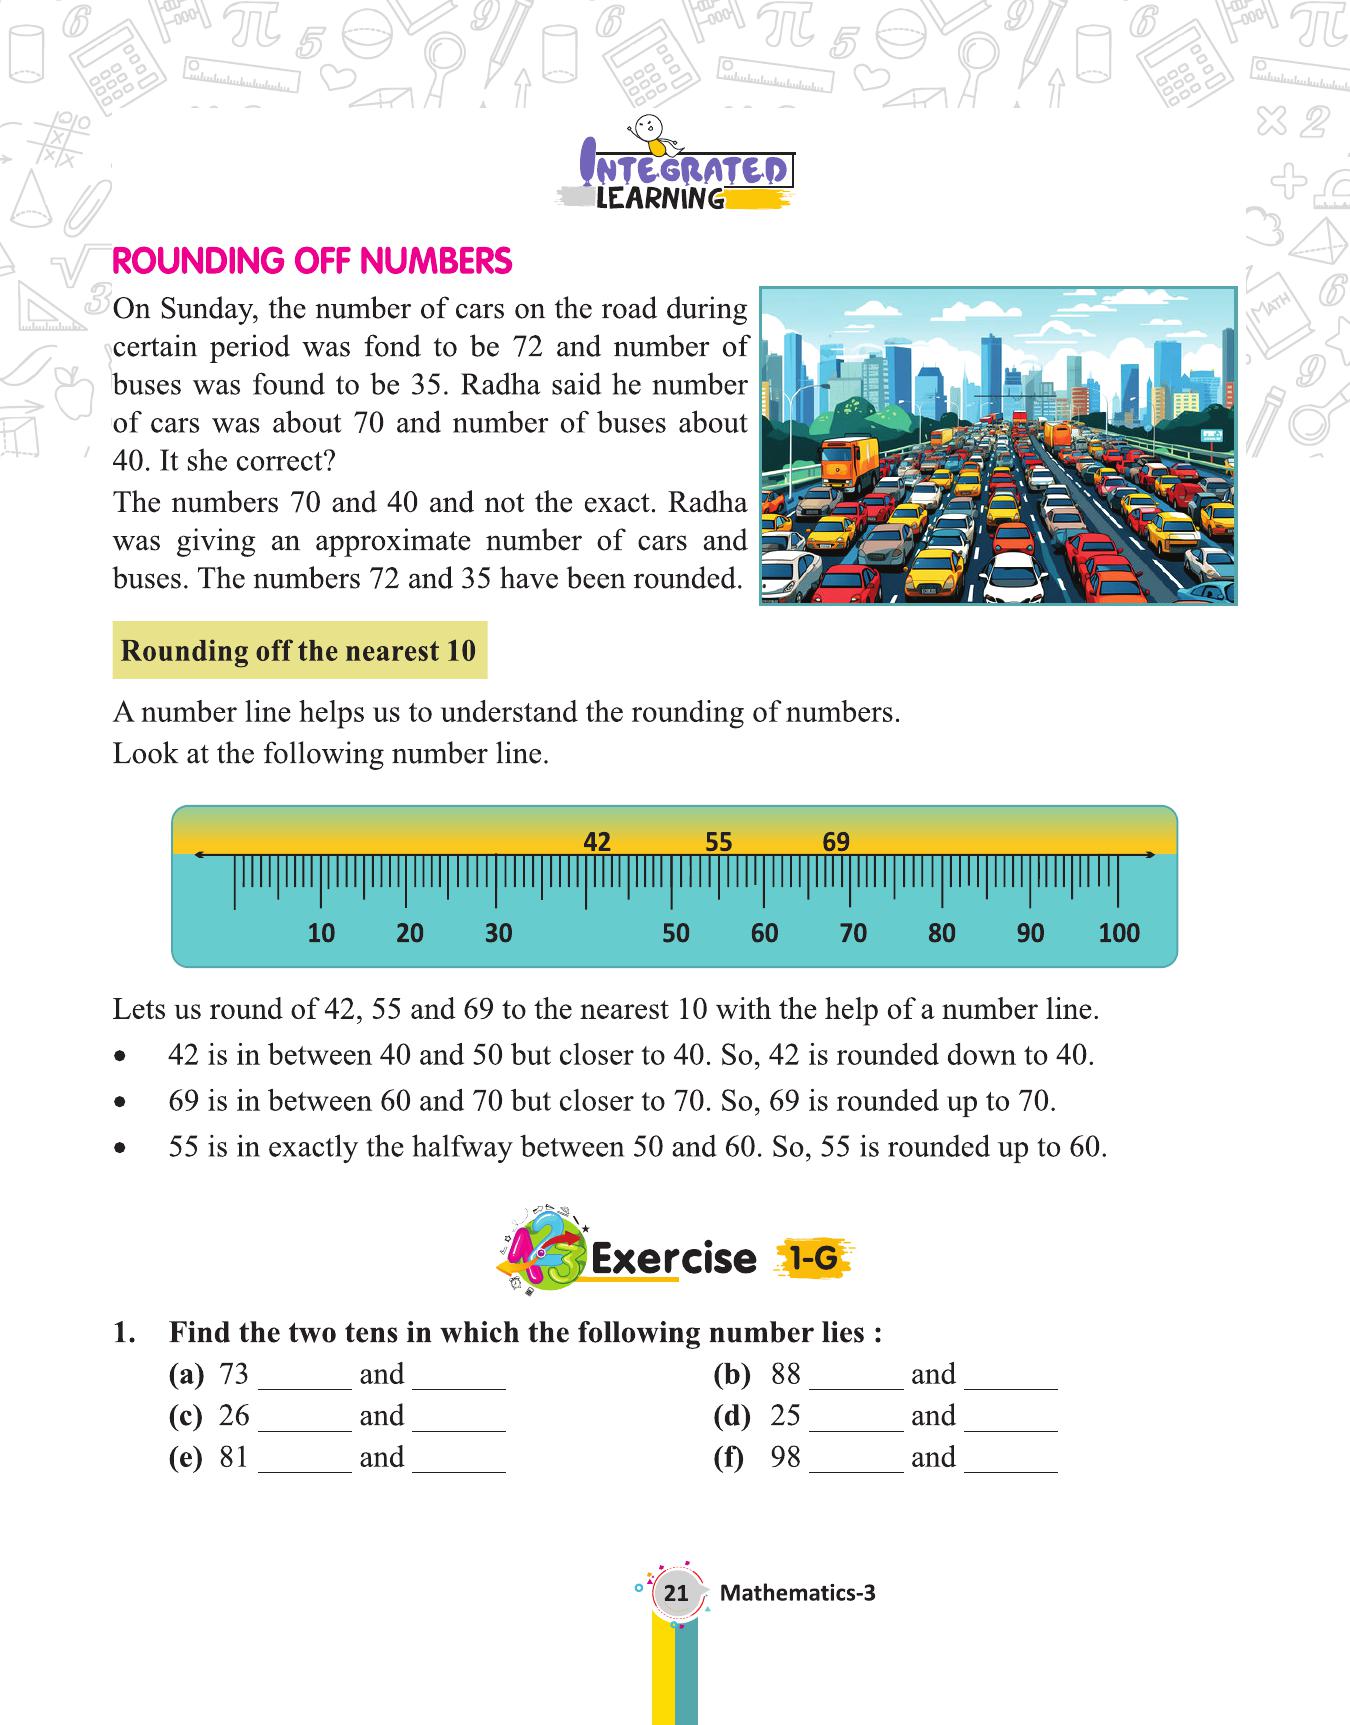 INTEGRATED
LEARNING
ROUNDING OFF NUMBERS
On Sunday, the number of cars on the road during
certain period was fond to be 72 and number of
buses was found to be 35. Radha said he number
of cars was about 70 and number of buses about
40. It she correct?
The numbers 70 and 40 and not the exact. Radha
was giving an approximate number of cars and
buses. The numbers 72 and 35 have been rounded.
Rounding off the nearest 10
A number line helps us to understand the rounding of numbers.
Look at the following number line.
42 55 69
10 20 30 50 60 70 80 90 100
Lets us round of 42, 55 and 69 to the nearest 10 with the help of a number line.
• 42 is in between 40 and 50 but closer to 40. So, 42 is rounded down to 40.
• 69 is in between 60 and 70 but closer to 70. So, 69 is rounded up to 70.
• 55 is in exactly the halfway between 50 and 60. So, 55 is rounded up to 60.
123 Exercise 1-G
1. Find the two tens in which the following number lies :
(a) 73 ______ and ______ (b) 88 ______ and ______
(c) 26 ______ and ______ (d) 25 ______ and ______
(e) 81 ______ and ______ (f) 98 ______ and ______
21 Mathematics-3